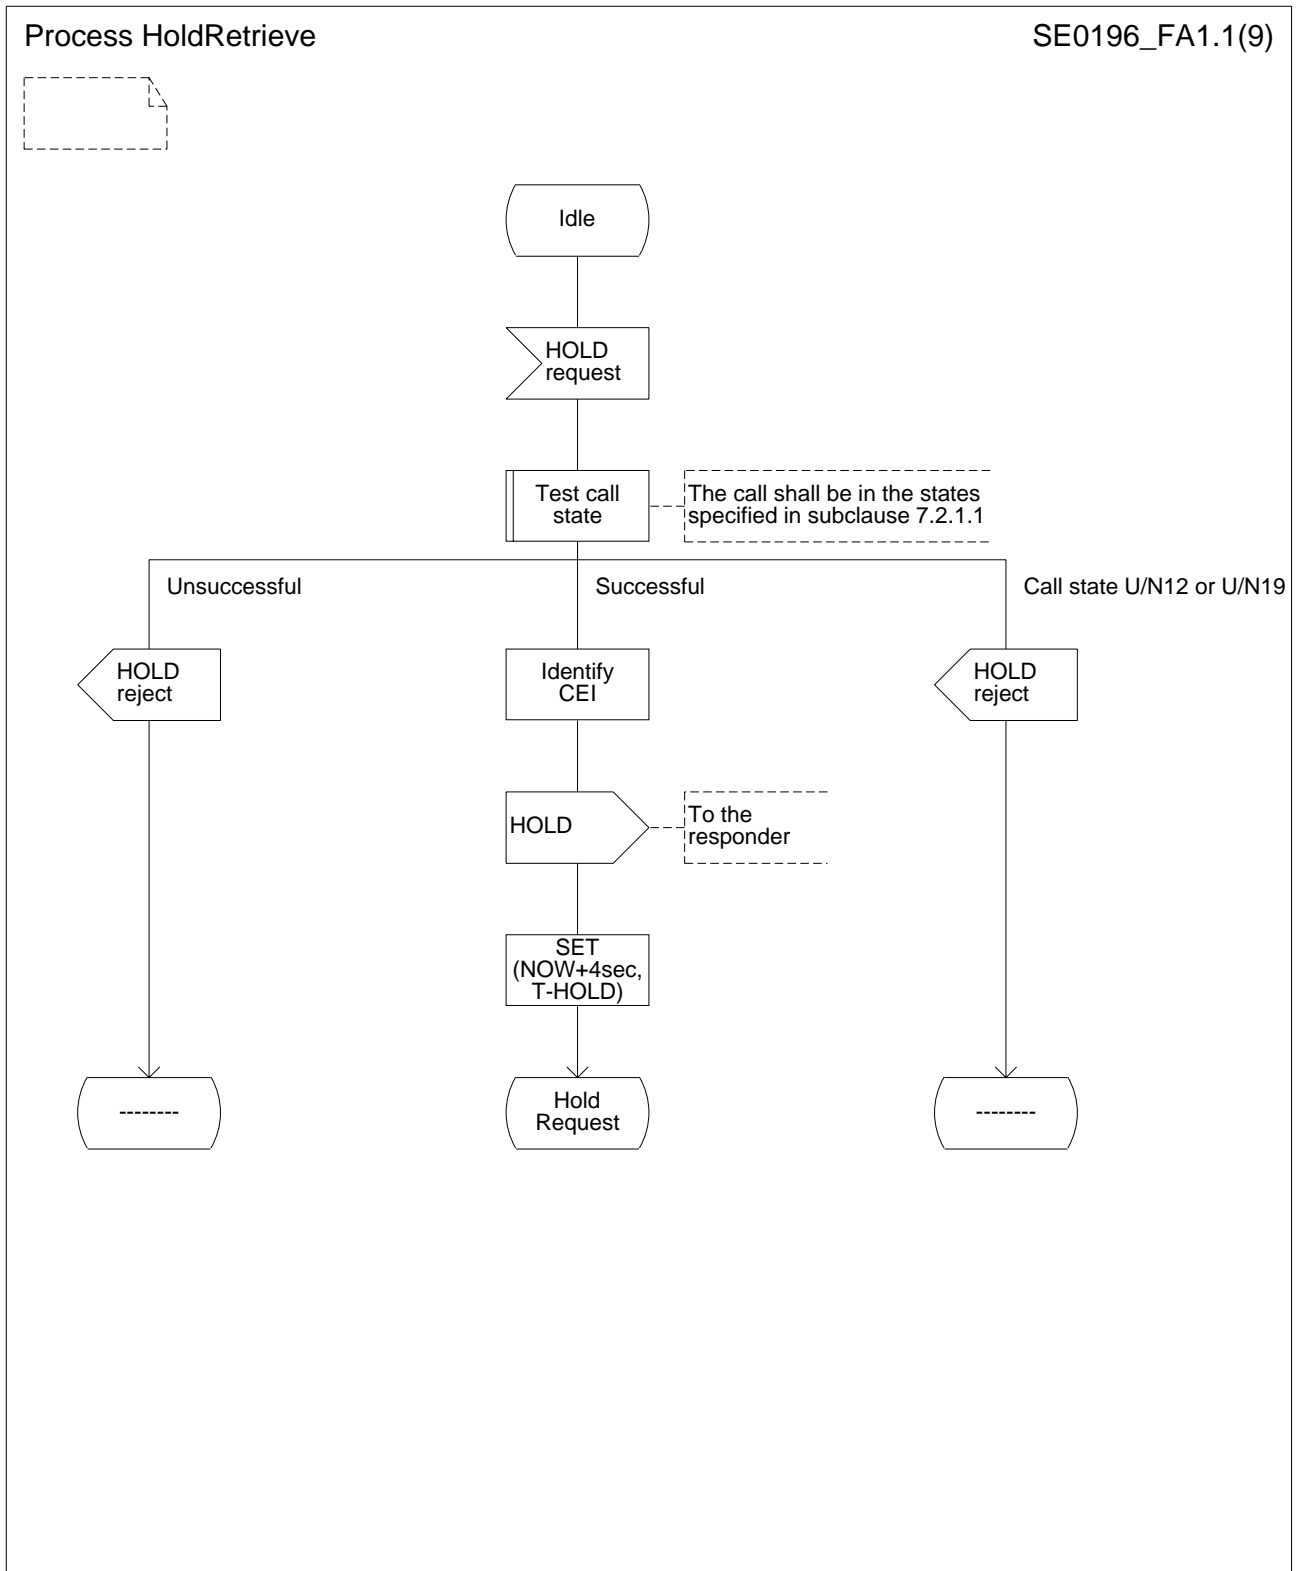 Process HoldRetrieve
SE0196_FA1.1(9)
Idle
HOLD
request
Test call
state
The call shall be in the states
specified in subclause 7.2.1.1
Unsuccessful
Successful
Call state U/N12 or U/N19
HOLD
reject
Identify
CEI
HOLD
reject
HOLD
To the
responder
SET
(NOW+4sec,
T-HOLD)
--------
Hold
Request
--------